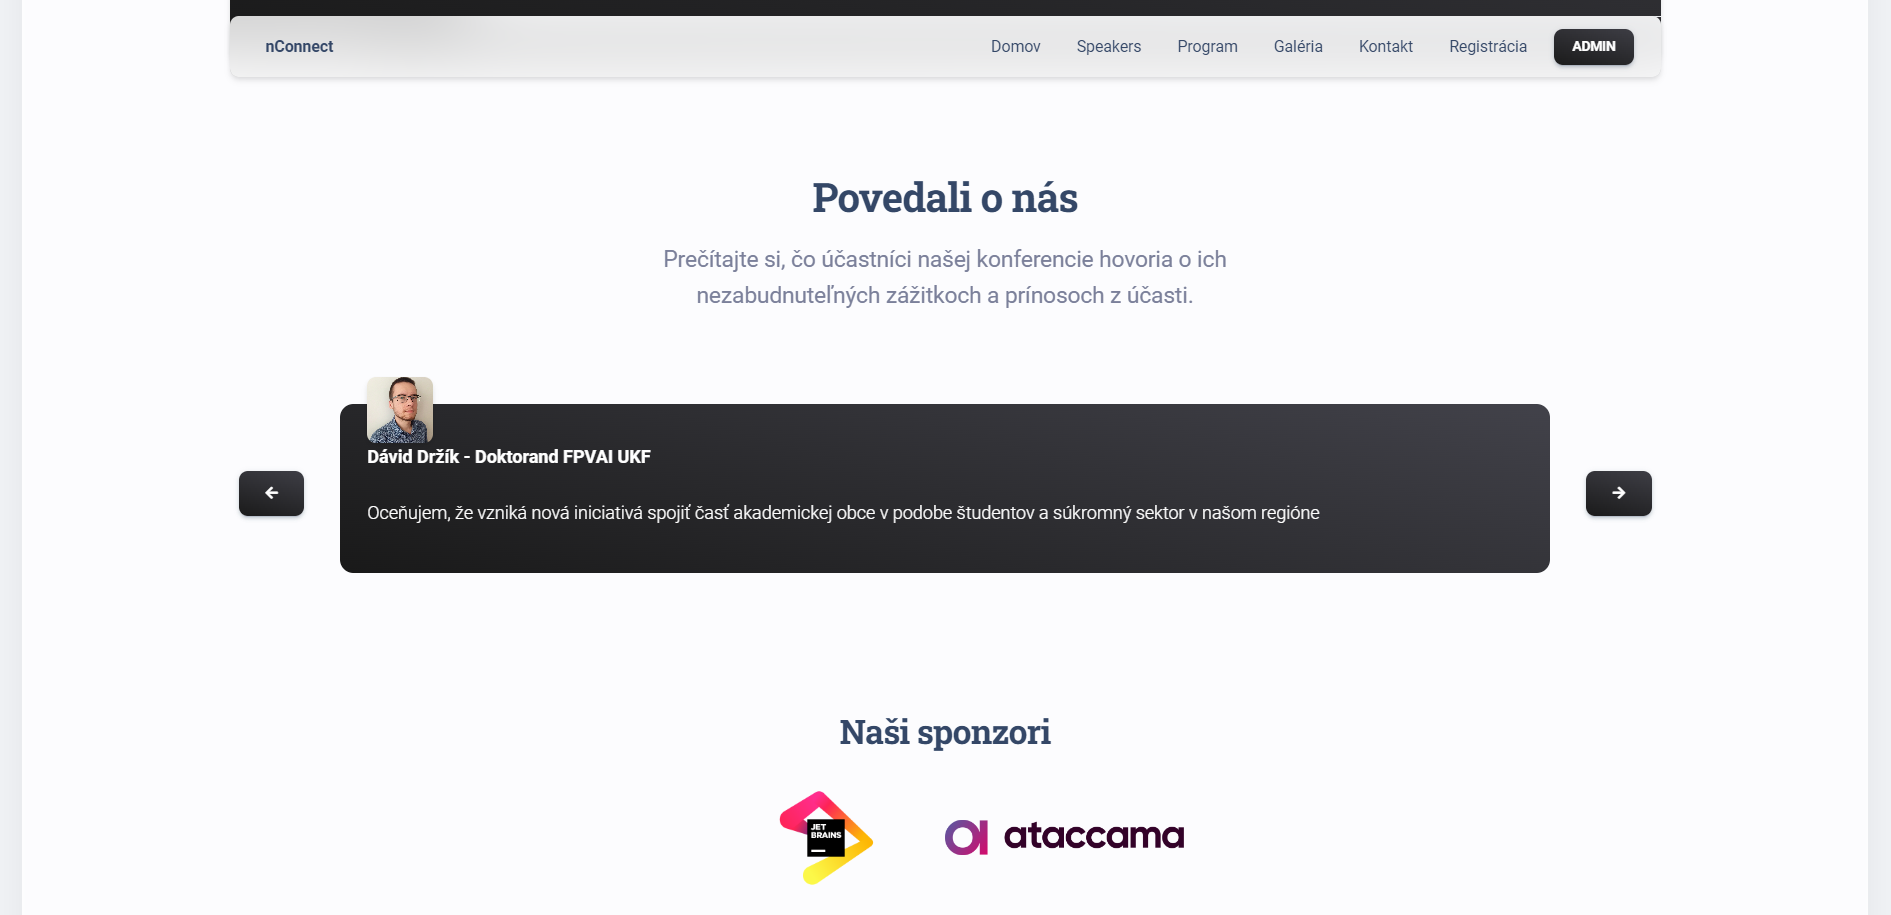 nConnect
Domov
Speakers
Program
Galéria
Kontakt
Registrácia
ADMIN
Povedali o nás
Prečítajte si, čo účastníci našej konferencie hovoria o ich
nezabudnuteľných zážitkoch a prínosoch z účasti.
Dávid Držík - Doktorand FPVAI UKF
Oceňujem, že vzniká nová iniciativá spojiť časť akademickej obce v podobe študentov a súkromný sektor v našom regióne
Naši sponzori
JET
BRAINS
ataccama